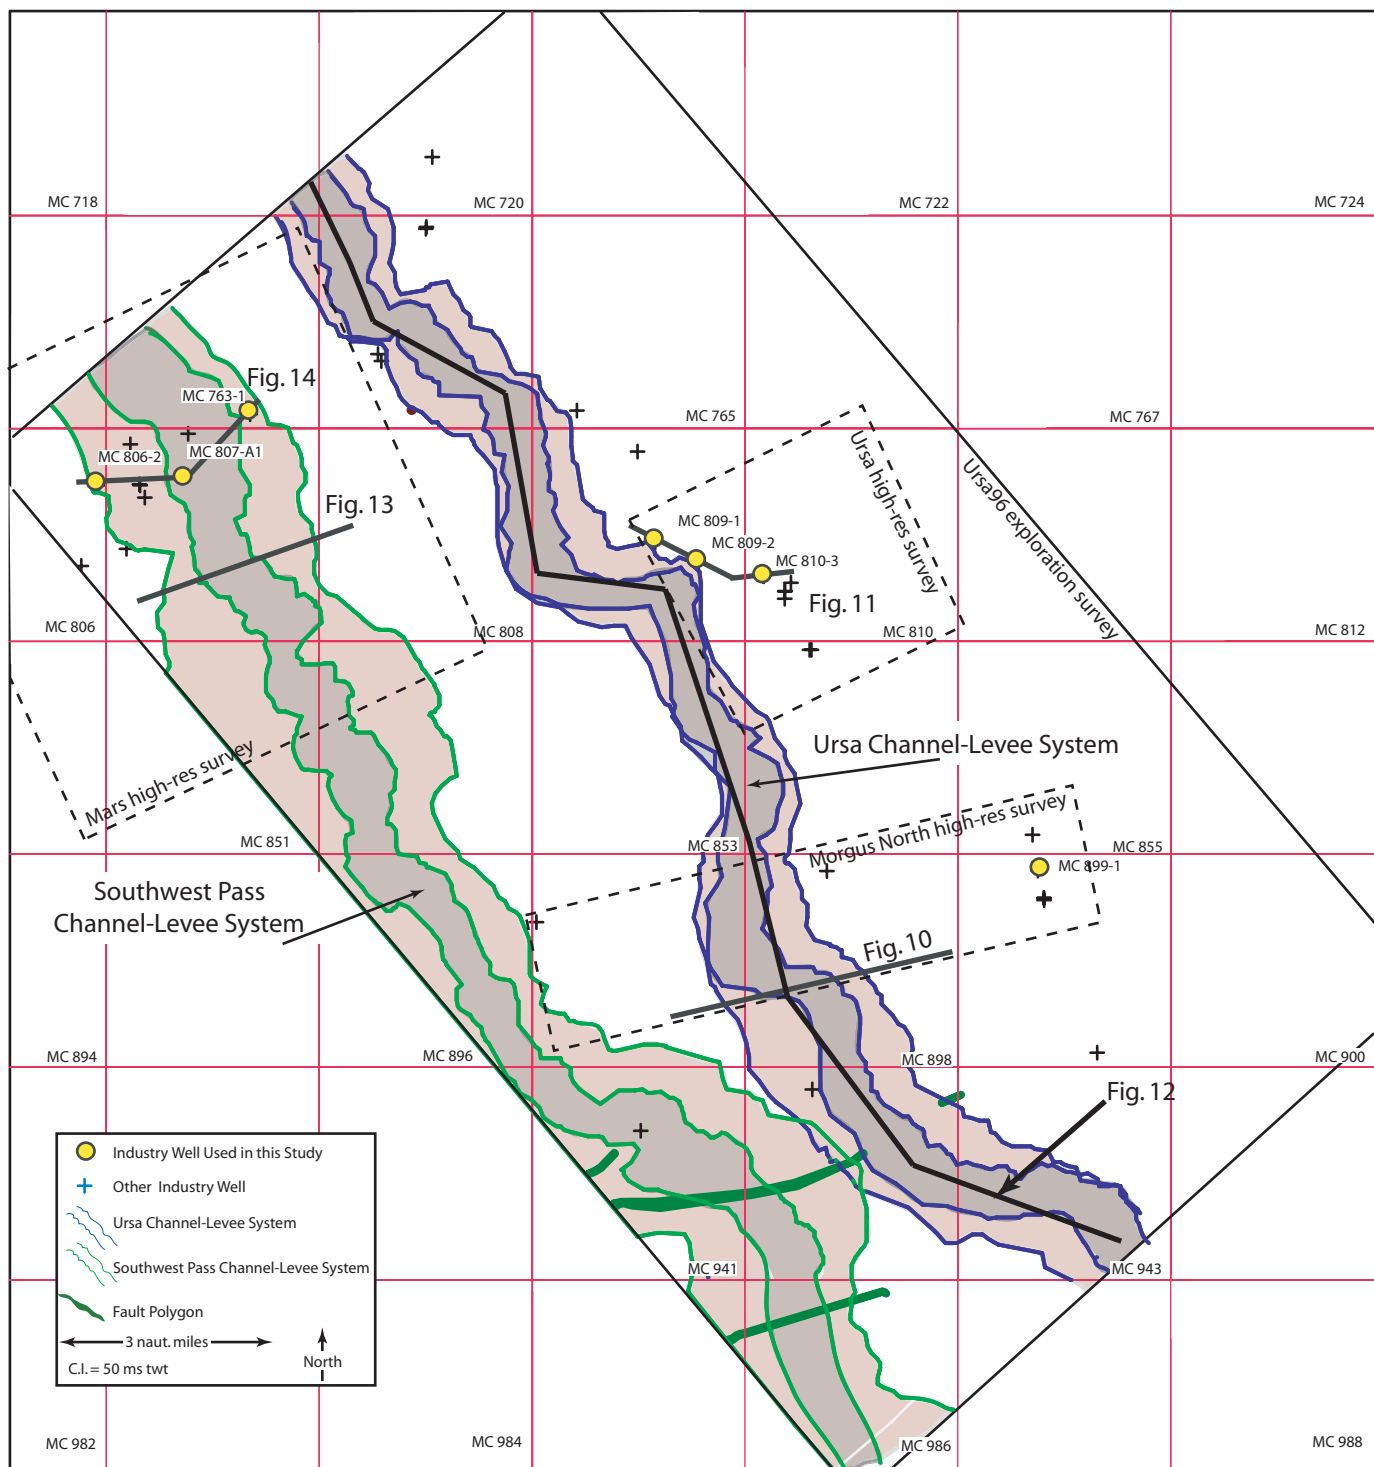 MC 718
MC 720
MC 722
MC 724
Fig. 14
MC 763-1
MC 765
MC 767
MC 806-2
MC 807-A1
Ursa high-res survey
Ursa96 exploration survey
Fig. 13
MC 809-1
MC 809-2
MC 810-3
Fig. 11
MC 806
MC 808
MC 810
MC 812
Ursa Channel-Levee System
Mars high-res survey
Morgus North high-res survey
MC 851
MC 853
MC 855
MC 899-1
Southwest Pass
Channel-Levee System
Fig. 10
MC 894
MC 896
MC 898
MC 900
Fig. 12
Industry Well Used in this Study
Other Industry Well
Ursa Channel-Levee System
Southwest Pass Channel-Levee System
Fault Polygon
3 naut. miles
North
C.I. = 50 ms twt
MC 941
MC 943
MC 982
MC 984
MC 986
MC 988